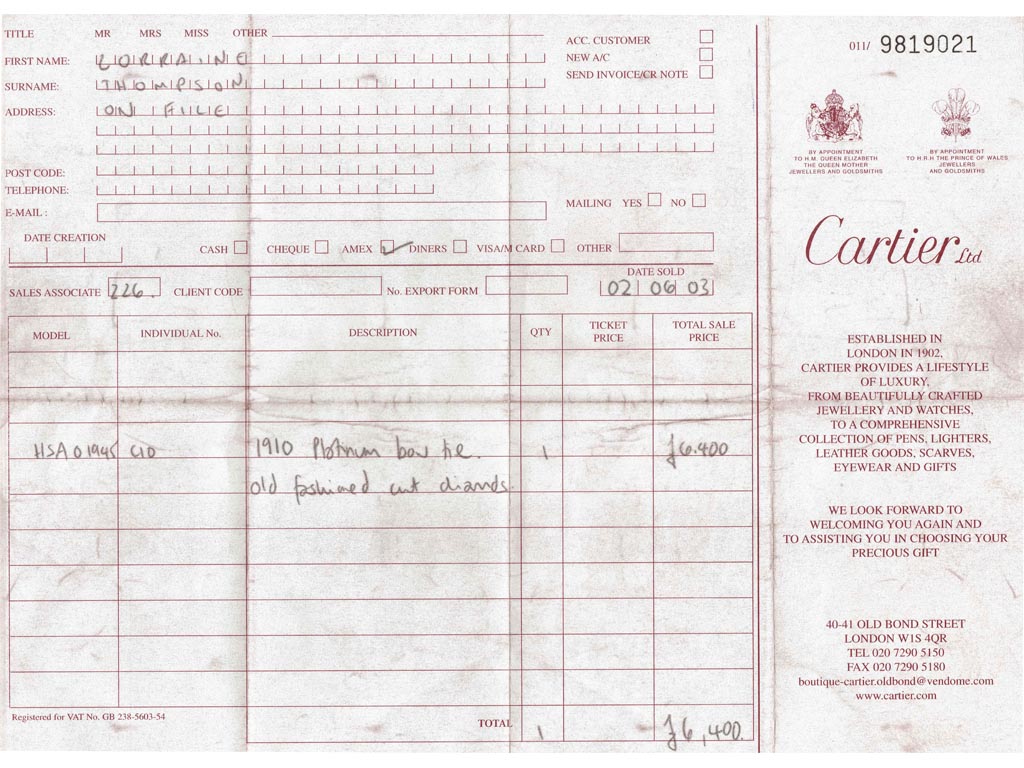 TITLE MR MRS MISS OTHER
FIRST NAME: LORRAINE
SURNAME: THOMPSON
ADDRESS: ON FILE
POST CODE:
TELEPHONE:
E-MAIL :
ACC. CUSTOMER
NEW A/C
SEND INVOICE/CR NOTE
MAILING YES NO
DATE CREATION
CASH CHEQUE AMEX DINERS VISA/M CARD OTHER
DATE SOLD
SALES ASSOCIATE 226. CLIENT CODE No. EXPORT FORM 02 06 03
MODEL INDIVIDUAL No. DESCRIPTION QTY TICKET PRICE TOTAL SALE PRICE
HSA01945 C10 1910 Platinum bow tie. 1 £6.400
old fashioned cut diamds.
Registered for VAT No. GB 238-5603-54
TOTAL 1 £6,400.
011/ 9819021
BY APPOINTMENT
TO H.M. QUEEN ELIZABETH
THE QUEEN MOTHER
JEWELLERS AND GOLDSMITHS
BY APPOINTMENT
TO H.R.H THE PRINCE OF WALES
JEWELLERS
AND GOLDSMITHS
Cartier Ltd
ESTABLISHED IN
LONDON IN 1902,
CARTIER PROVIDES A LIFESTYLE
OF LUXURY,
FROM BEAUTIFULLY CRAFTED
JEWELLERY AND WATCHES,
TO A COMPREHENSIVE
COLLECTION OF PENS, LIGHTERS,
LEATHER GOODS, SCARVES,
EYEWEAR AND GIFTS
WE LOOK FORWARD TO
WELCOMING YOU AGAIN AND
TO ASSISTING YOU IN CHOOSING YOUR
PRECIOUS GIFT
40-41 OLD BOND STREET
LONDON W1S 4QR
TEL 020 7290 5150
FAX 020 7290 5180
boutique-cartier.oldbond@vendome.com
www.cartier.com